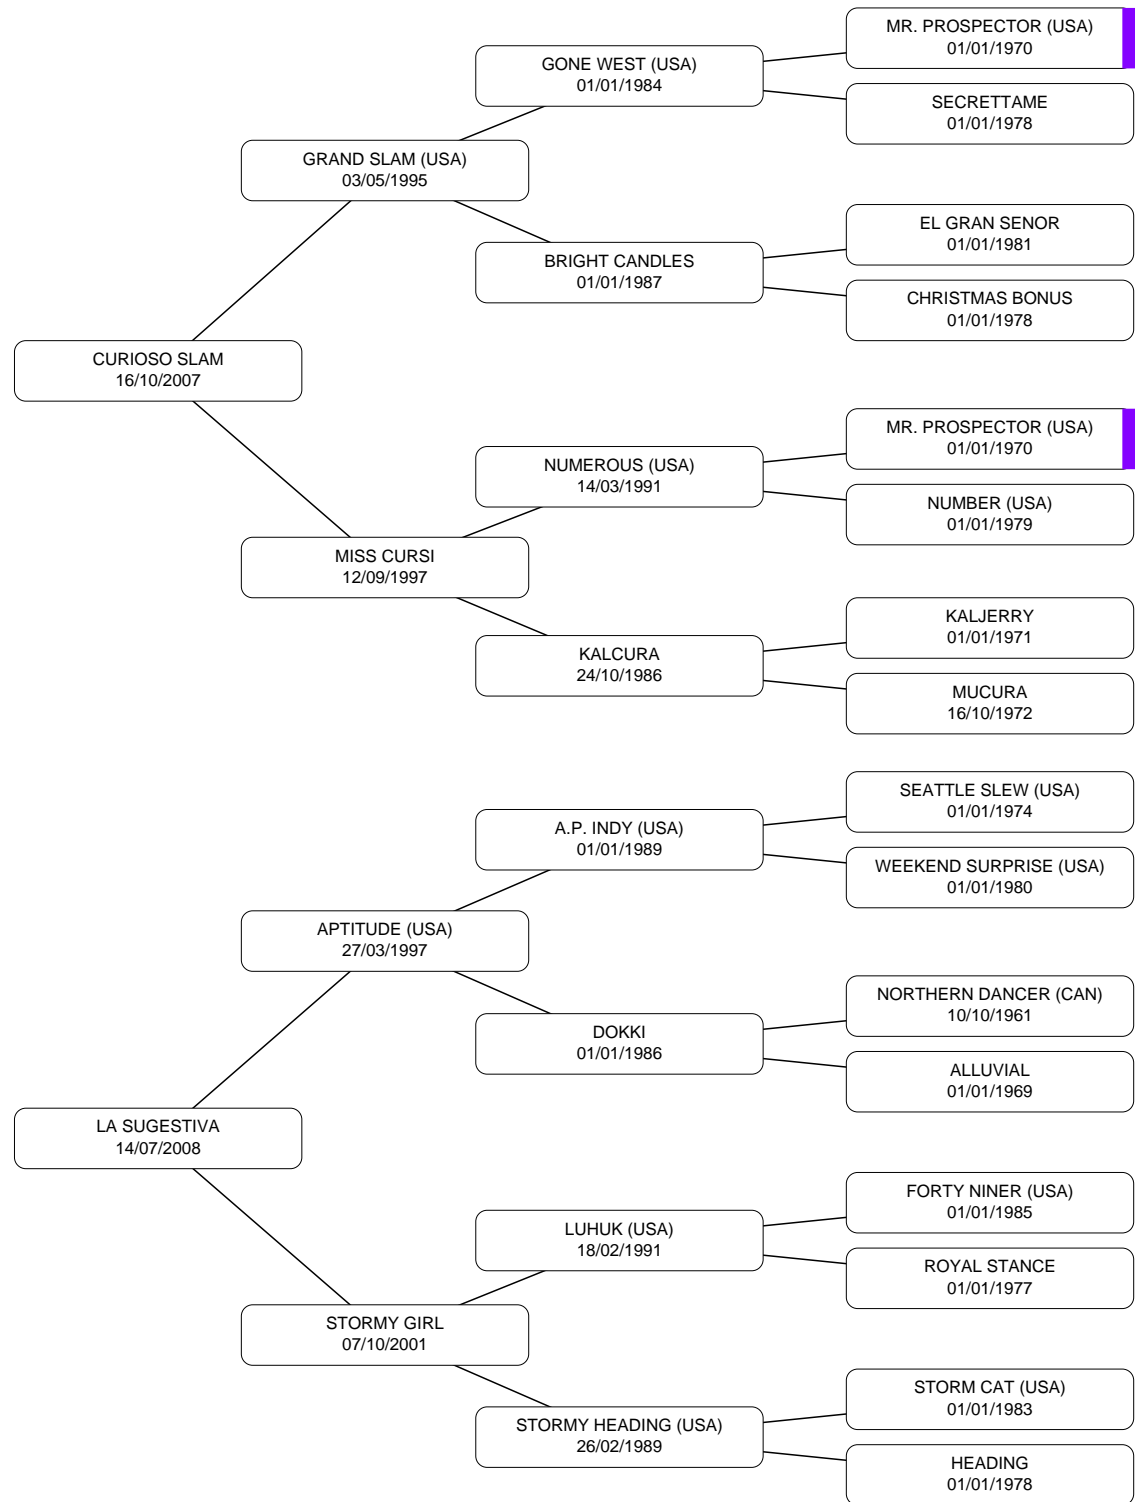 MR. PROSPECTOR (USA)
01/01/1970
GONE WEST (USA)
01/01/1984
SECRETTAME
01/01/1978
GRAND SLAM (USA)
03/05/1995
EL GRAN SENOR
01/01/1981
BRIGHT CANDLES
01/01/1987
CHRISTMAS BONUS
01/01/1978
CURIOSO SLAM
16/10/2007
MR. PROSPECTOR (USA)
01/01/1970
NUMEROUS (USA)
14/03/1991
NUMBER (USA)
01/01/1979
MISS CURSI
12/09/1997
KALJERRY
01/01/1971
KALCURA
24/10/1986
MUCURA
16/10/1972
SEATTLE SLEW (USA)
01/01/1974
A.P. INDY (USA)
01/01/1989
WEEKEND SURPRISE (USA)
01/01/1980
APTITUDE (USA)
27/03/1997
NORTHERN DANCER (CAN)
10/10/1961
DOKKI
01/01/1986
ALLUVIAL
01/01/1969
LA SUGESTIVA
14/07/2008
FORTY NINER (USA)
01/01/1985
LUHUK (USA)
18/02/1991
ROYAL STANCE
01/01/1977
STORMY GIRL
07/10/2001
STORM CAT (USA)
01/01/1983
STORMY HEADING (USA)
26/02/1989
HEADING
01/01/1978